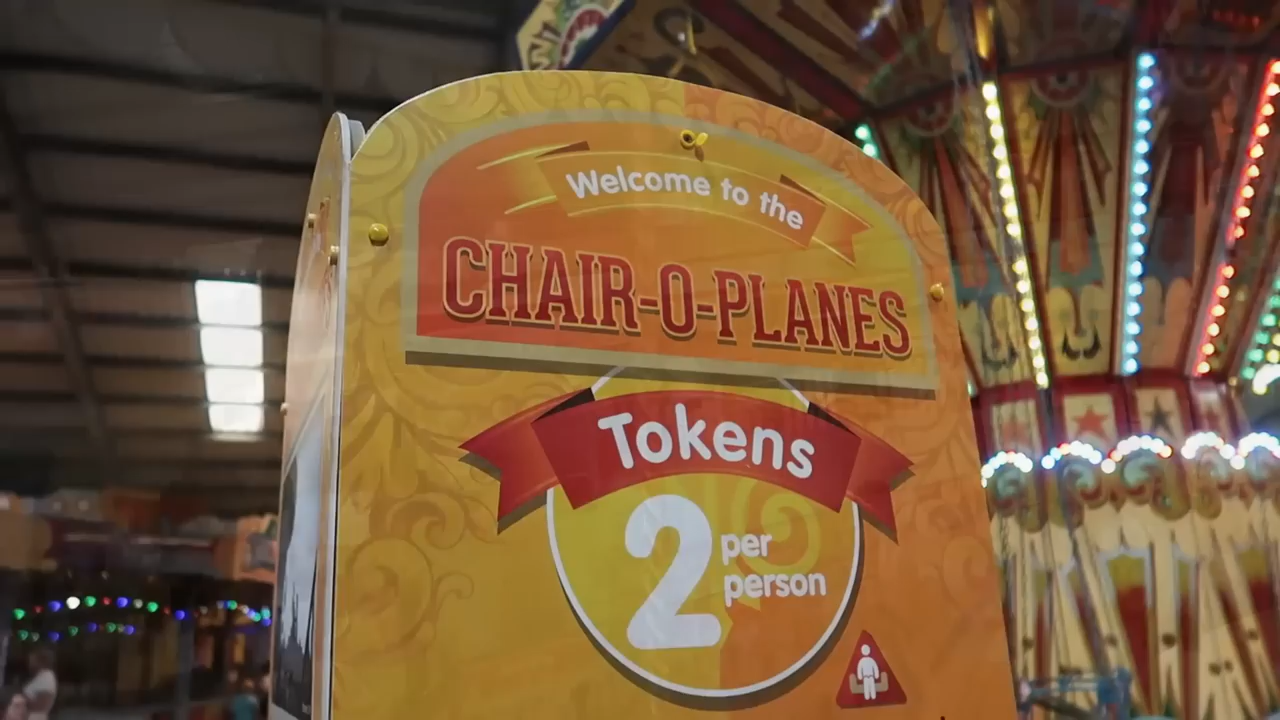 Welcome to the
CHAIR-O-PLANES
Tokens
2
per
person